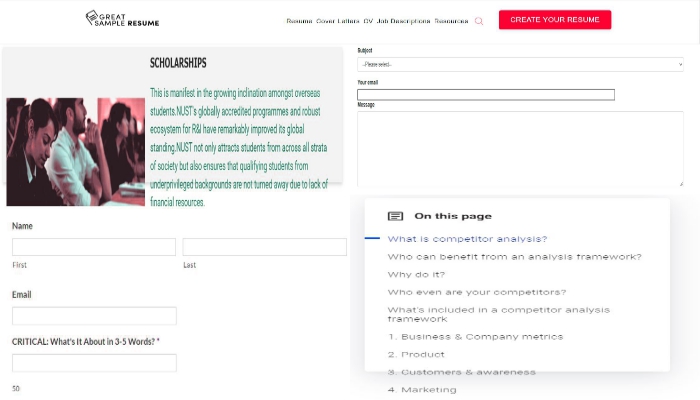 GREAT
SAMPLE RESUME
Resume Cover Letters CV Job Descriptions Resources
CREATE YOUR RESUME
SCHOLARSHIPS
This is manifest in the growing inclination amongst overseas
students.NUST's globally accredited programmes and robust
ecosystem for R&I have remarkably improved its global
standing.NUST not only attracts students from across all strata
of society but also ensures that qualifying students from
underprivileged backgrounds are not turned away due to lack of
financial resources.
Name
First
Last
Email
CRITICAL: What's It About in 3-5 Words? *
50
Subject
--Please select--
Your email
Message
On this page
What is competitor analysis?
Who can benefit from an analysis framework?
Why do it?
Who even are your competitors?
What's included in a competitor analysis
framework
1. Business & Company metrics
2. Product
3. Customers & awareness
4. Marketing